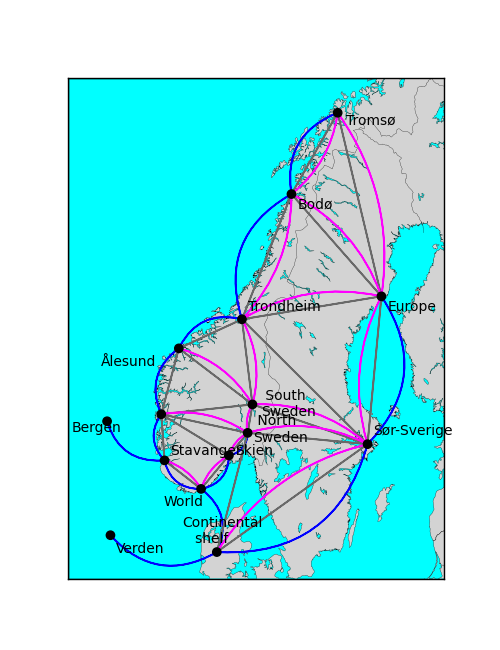 Tromsø
Bodø
Trondheim
Europe
Ålesund
South
Sweden
Bergen
North
Sweden
Sør-Sverige
Stavanger
Skien
World
Continental
shelf
Verden